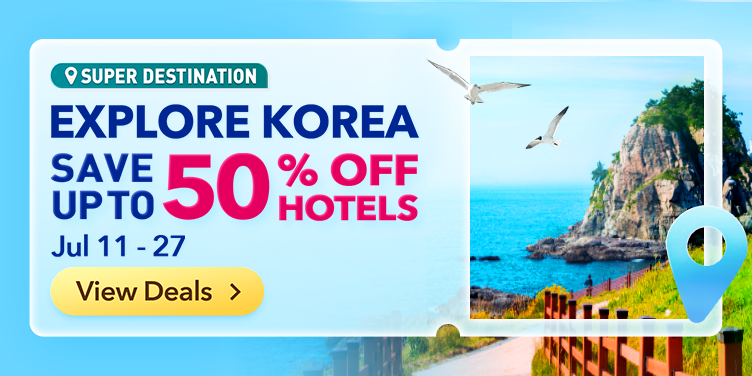 SUPER DESTINATION
EXPLORE KOREA
SAVE UP TO 50% OFF HOTELS
Jul 11 - 27
View Deals >